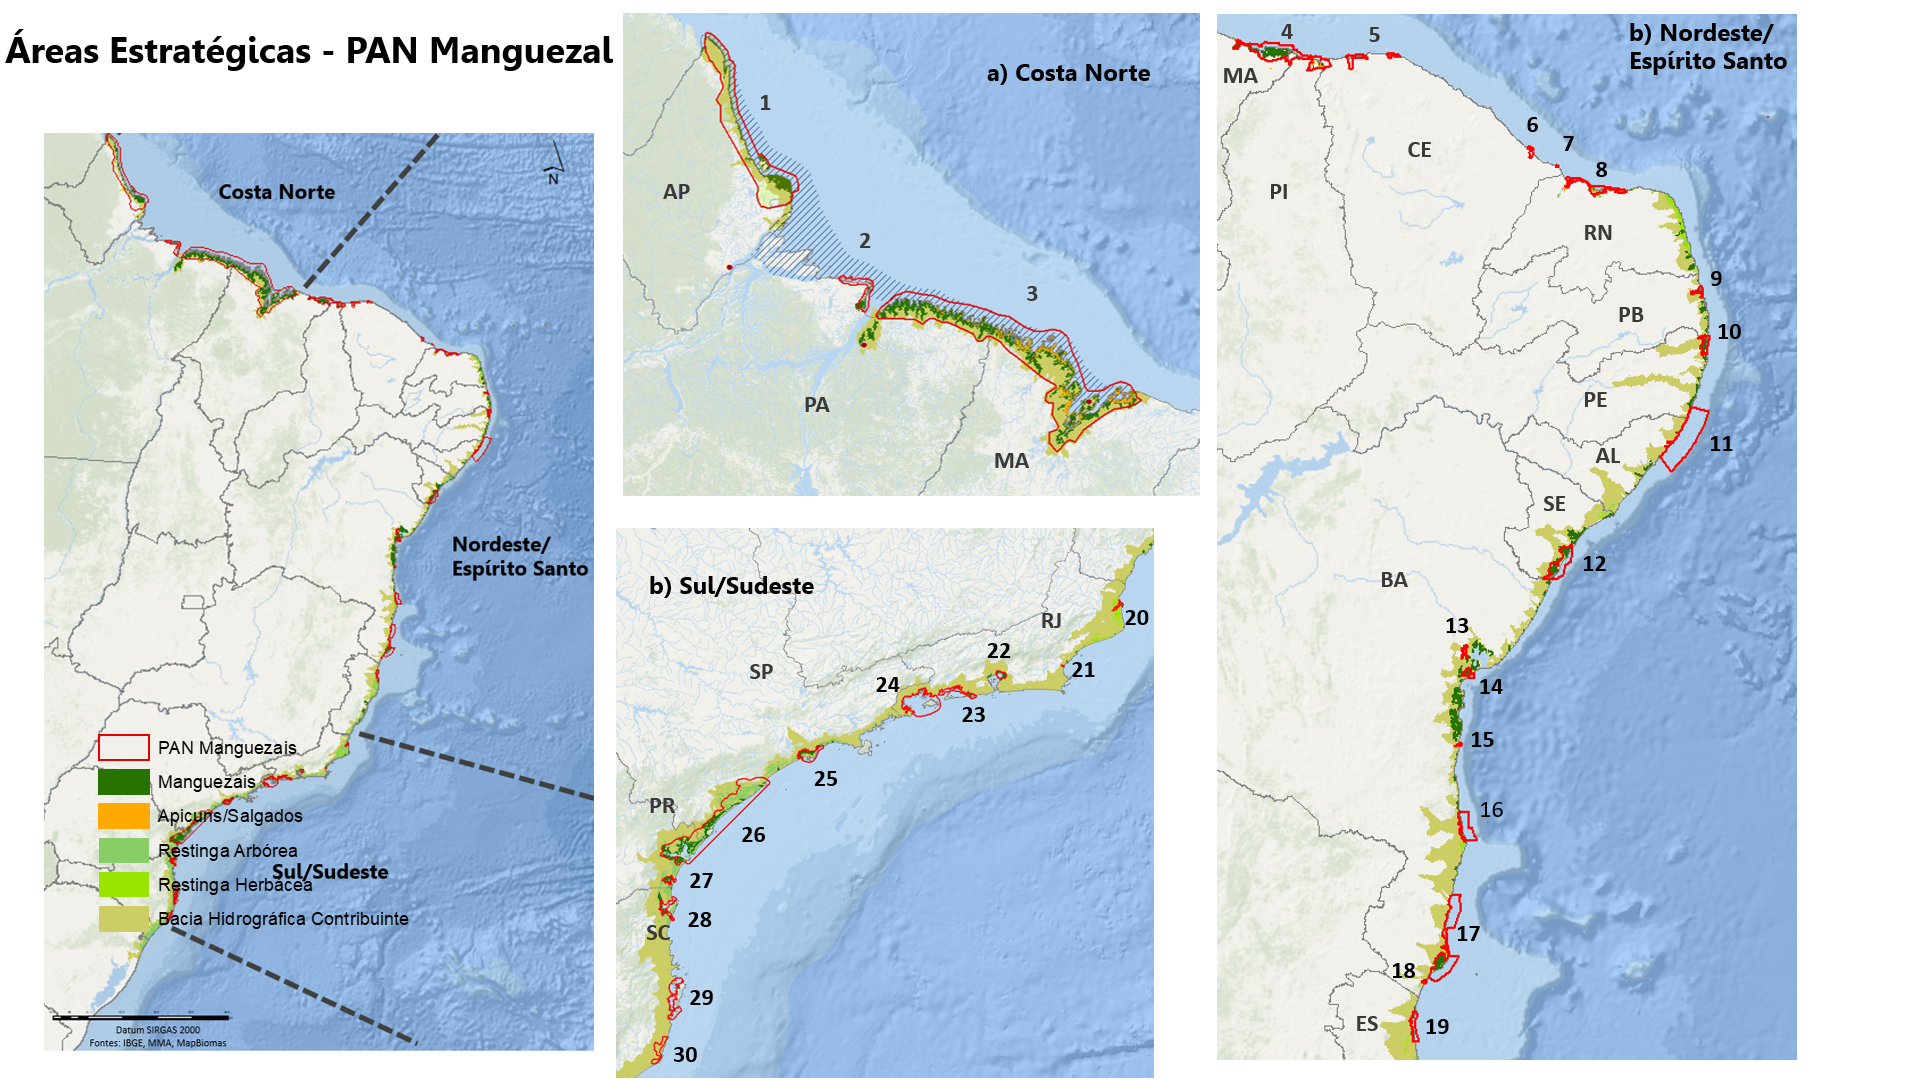 Áreas Estratégicas - PAN Manguezal
Costa Norte
N
Nordeste/
Espírito Santo
Sul/Sudeste
PAN Manguezais
Manguezais
Apicuns/Salgados
Restinga Arbórea
Restinga Herbácea
Bacia Hidrográfica Contribuinte
Datum SIRGAS 2000
Fontes: IBGE, MMA, MapBiomas
a) Costa Norte
1
AP
2
3
PA
MA
b) Sul/Sudeste
RJ
20
22
SP
21
24
23
25
PR
26
27
28
SC
29
30
b) Nordeste/
Espírito Santo
4
5
MA
6
7
CE
8
PI
RN
9
PB
10
PE
11
AL
SE
12
BA
13
14
15
16
17
18
ES
19